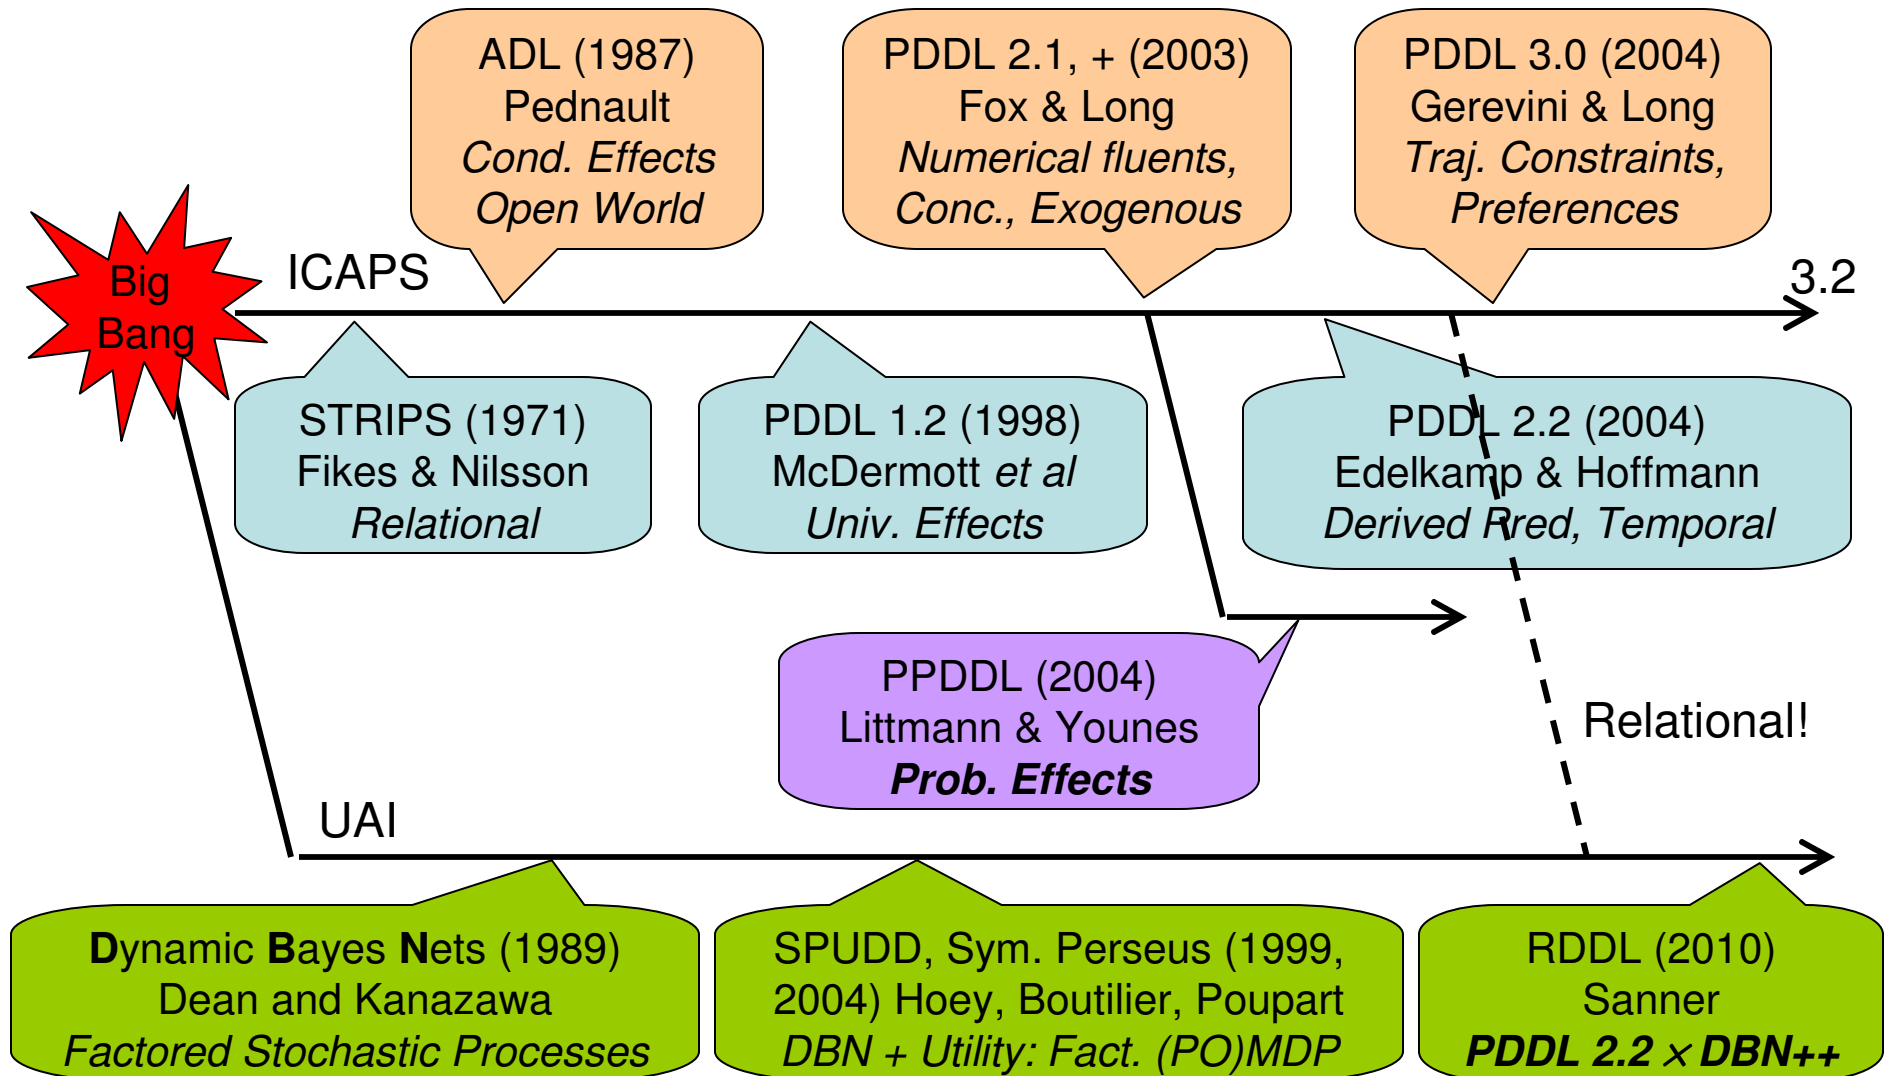 ADL (1987)
Pednault
Cond. Effects
Open World
PDDL 2.1, + (2003)
Fox & Long
Numerical fluents,
Conc., Exogenous
PDDL 3.0 (2004)
Gerevini & Long
Traj. Constraints,
Preferences
Big
Bang
ICAPS
3.2
STRIPS (1971)
Fikes & Nilsson
Relational
PDDL 1.2 (1998)
McDermott et al
Univ. Effects
PDDL 2.2 (2004)
Edelkamp & Hoffmann
Derived Pred, Temporal
PPDDL (2004)
Littmann & Younes
Prob. Effects
Relational!
UAI
Dynamic Bayes Nets (1989)
Dean and Kanazawa
Factored Stochastic Processes
SPUDD, Sym. Perseus (1999,
2004) Hoey, Boutilier, Poupart
DBN + Utility: Fact. (PO)MDP
RDDL (2010)
Sanner
PDDL 2.2 × DBN++